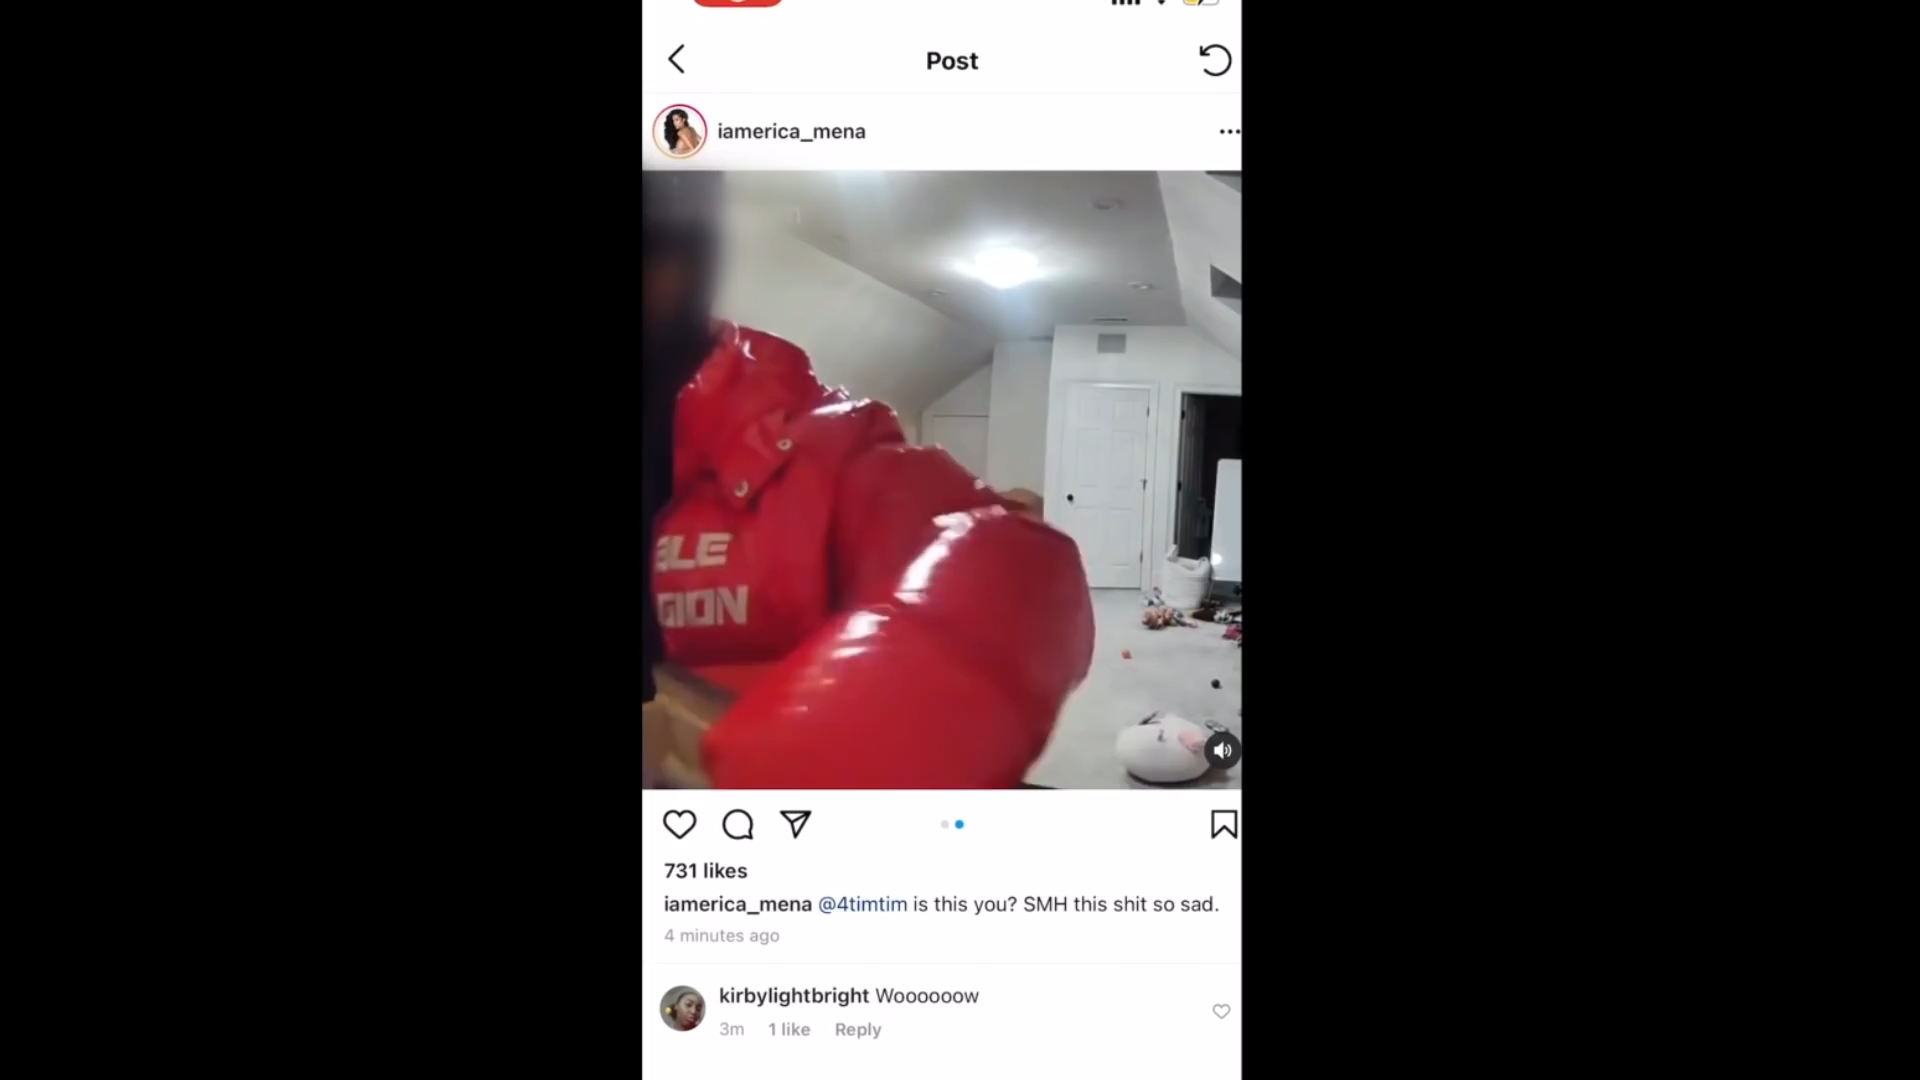 Post
iamerica_mena
GION
731 likes
iamerica_mena @4timtim is this you? SMH this shit so sad.
4 minutes ago
kirbylightbright Woooooow
3m 1 like Reply